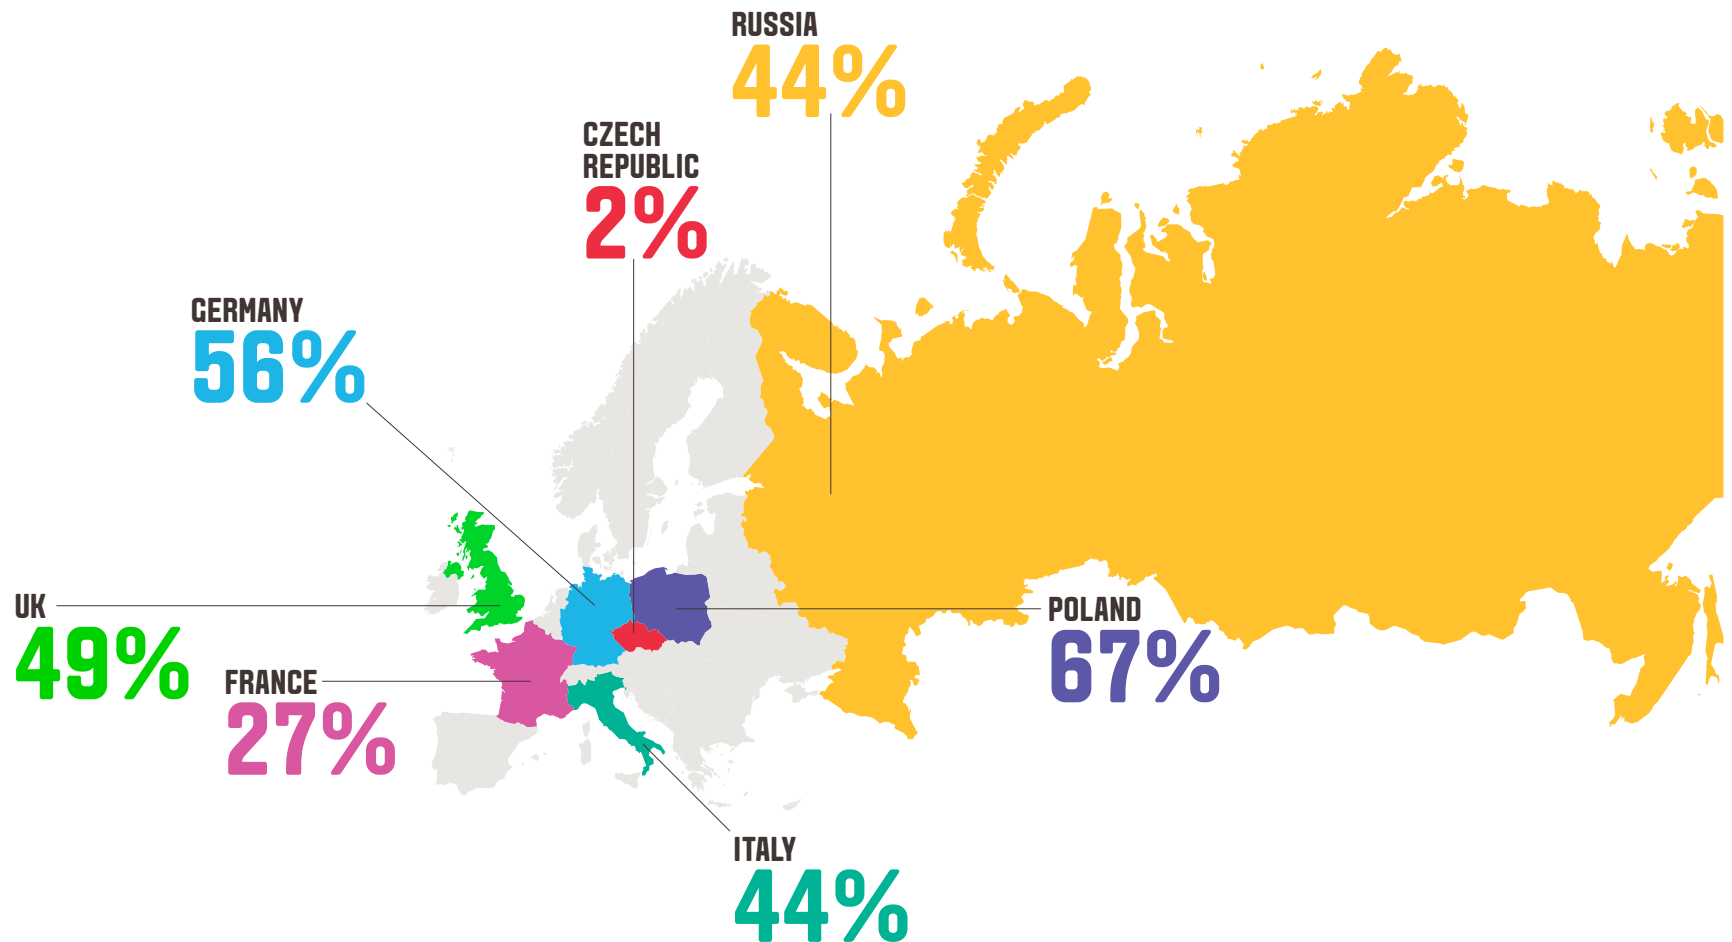 RUSSIA
44%
CZECH
REPUBLIC
2%
GERMANY
56%
UK
49%
POLAND
67%
FRANCE
27%
ITALY
44%